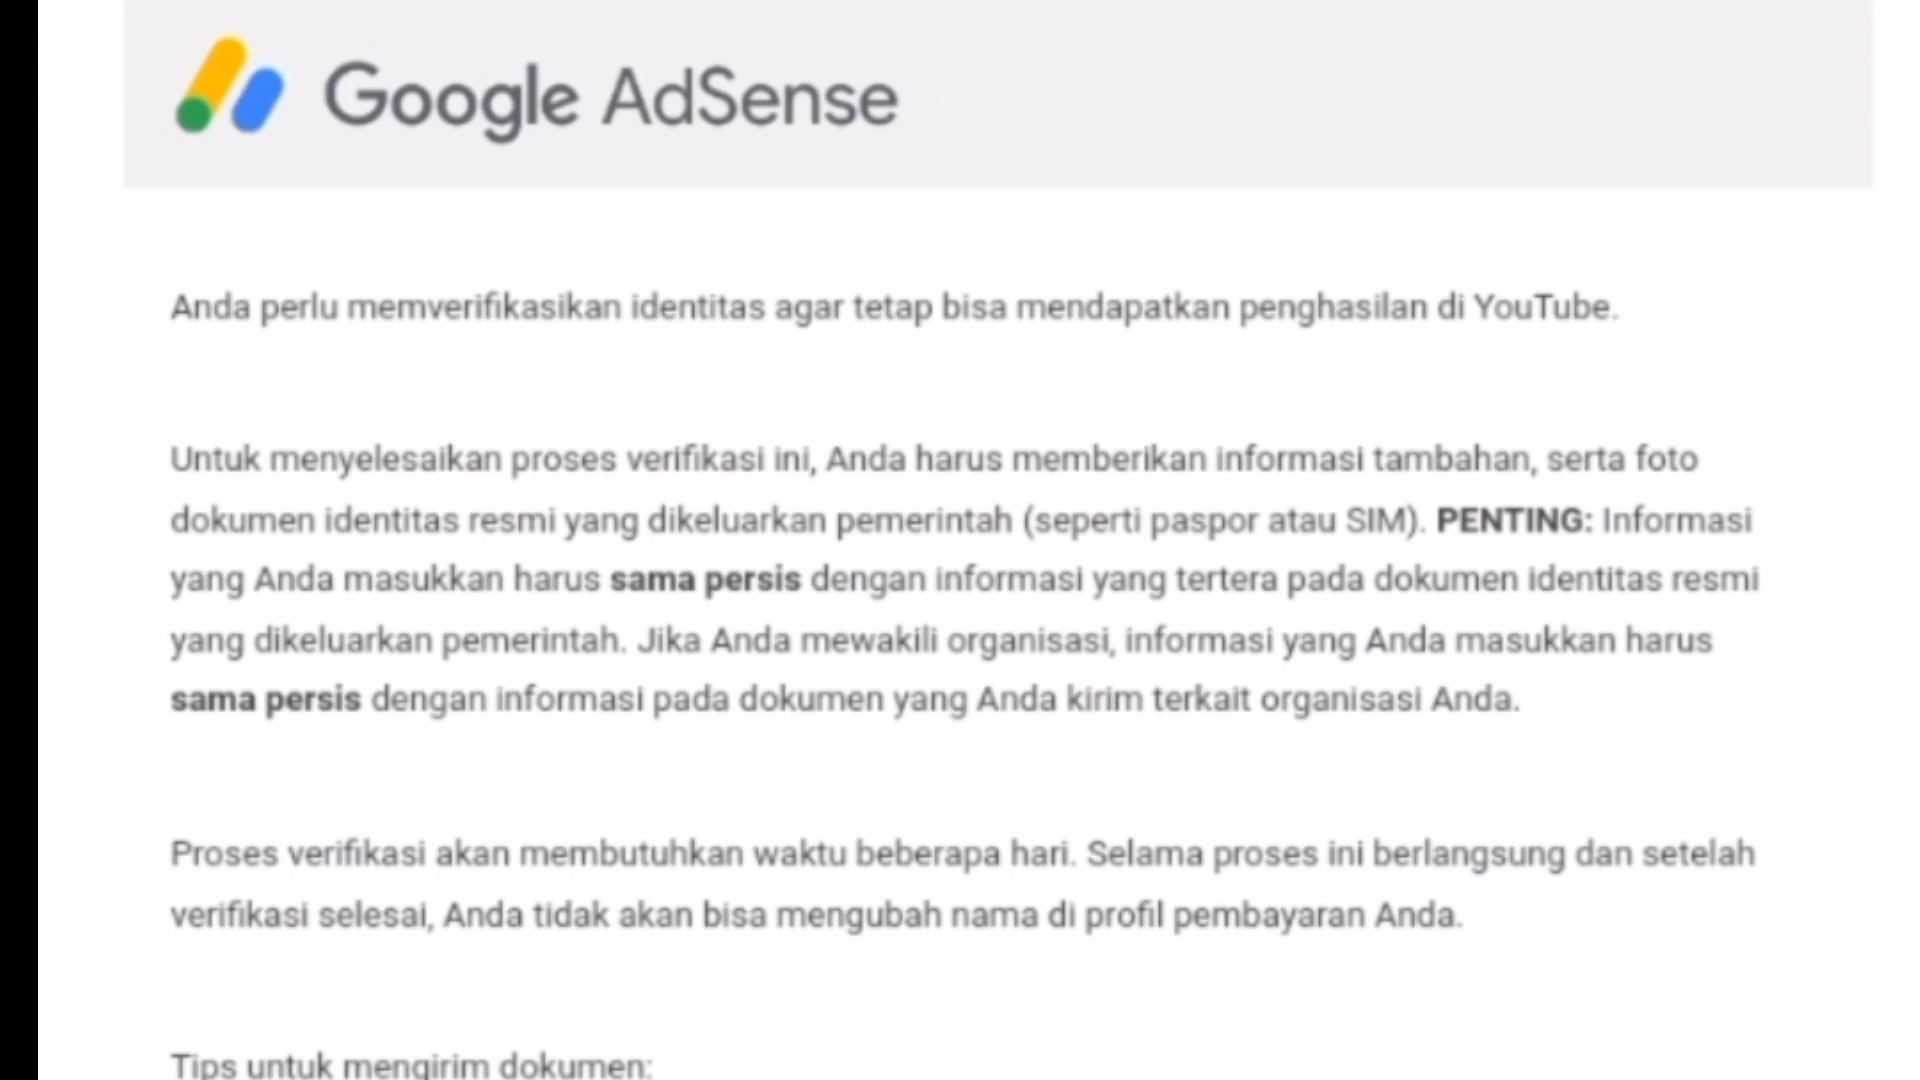 Google AdSense
Anda perlu memverifikasikan identitas agar tetap bisa mendapatkan penghasilan di YouTube.
Untuk menyelesaikan proses verifikasi ini, Anda harus memberikan informasi tambahan, serta foto
dokumen identitas resmi yang dikeluarkan pemerintah (seperti paspor atau SIM). PENTING: Informasi
yang Anda masukkan harus sama persis dengan informasi yang tertera pada dokumen identitas resmi
yang dikeluarkan pemerintah. Jika Anda mewakili organisasi, informasi yang Anda masukkan harus
sama persis dengan informasi pada dokumen yang Anda kirim terkait organisasi Anda.
Proses verifikasi akan membutuhkan waktu beberapa hari. Selama proses ini berlangsung dan setelah
verifikasi selesai, Anda tidak akan bisa mengubah nama di profil pembayaran Anda.
Tips untuk mengirim dokumen: